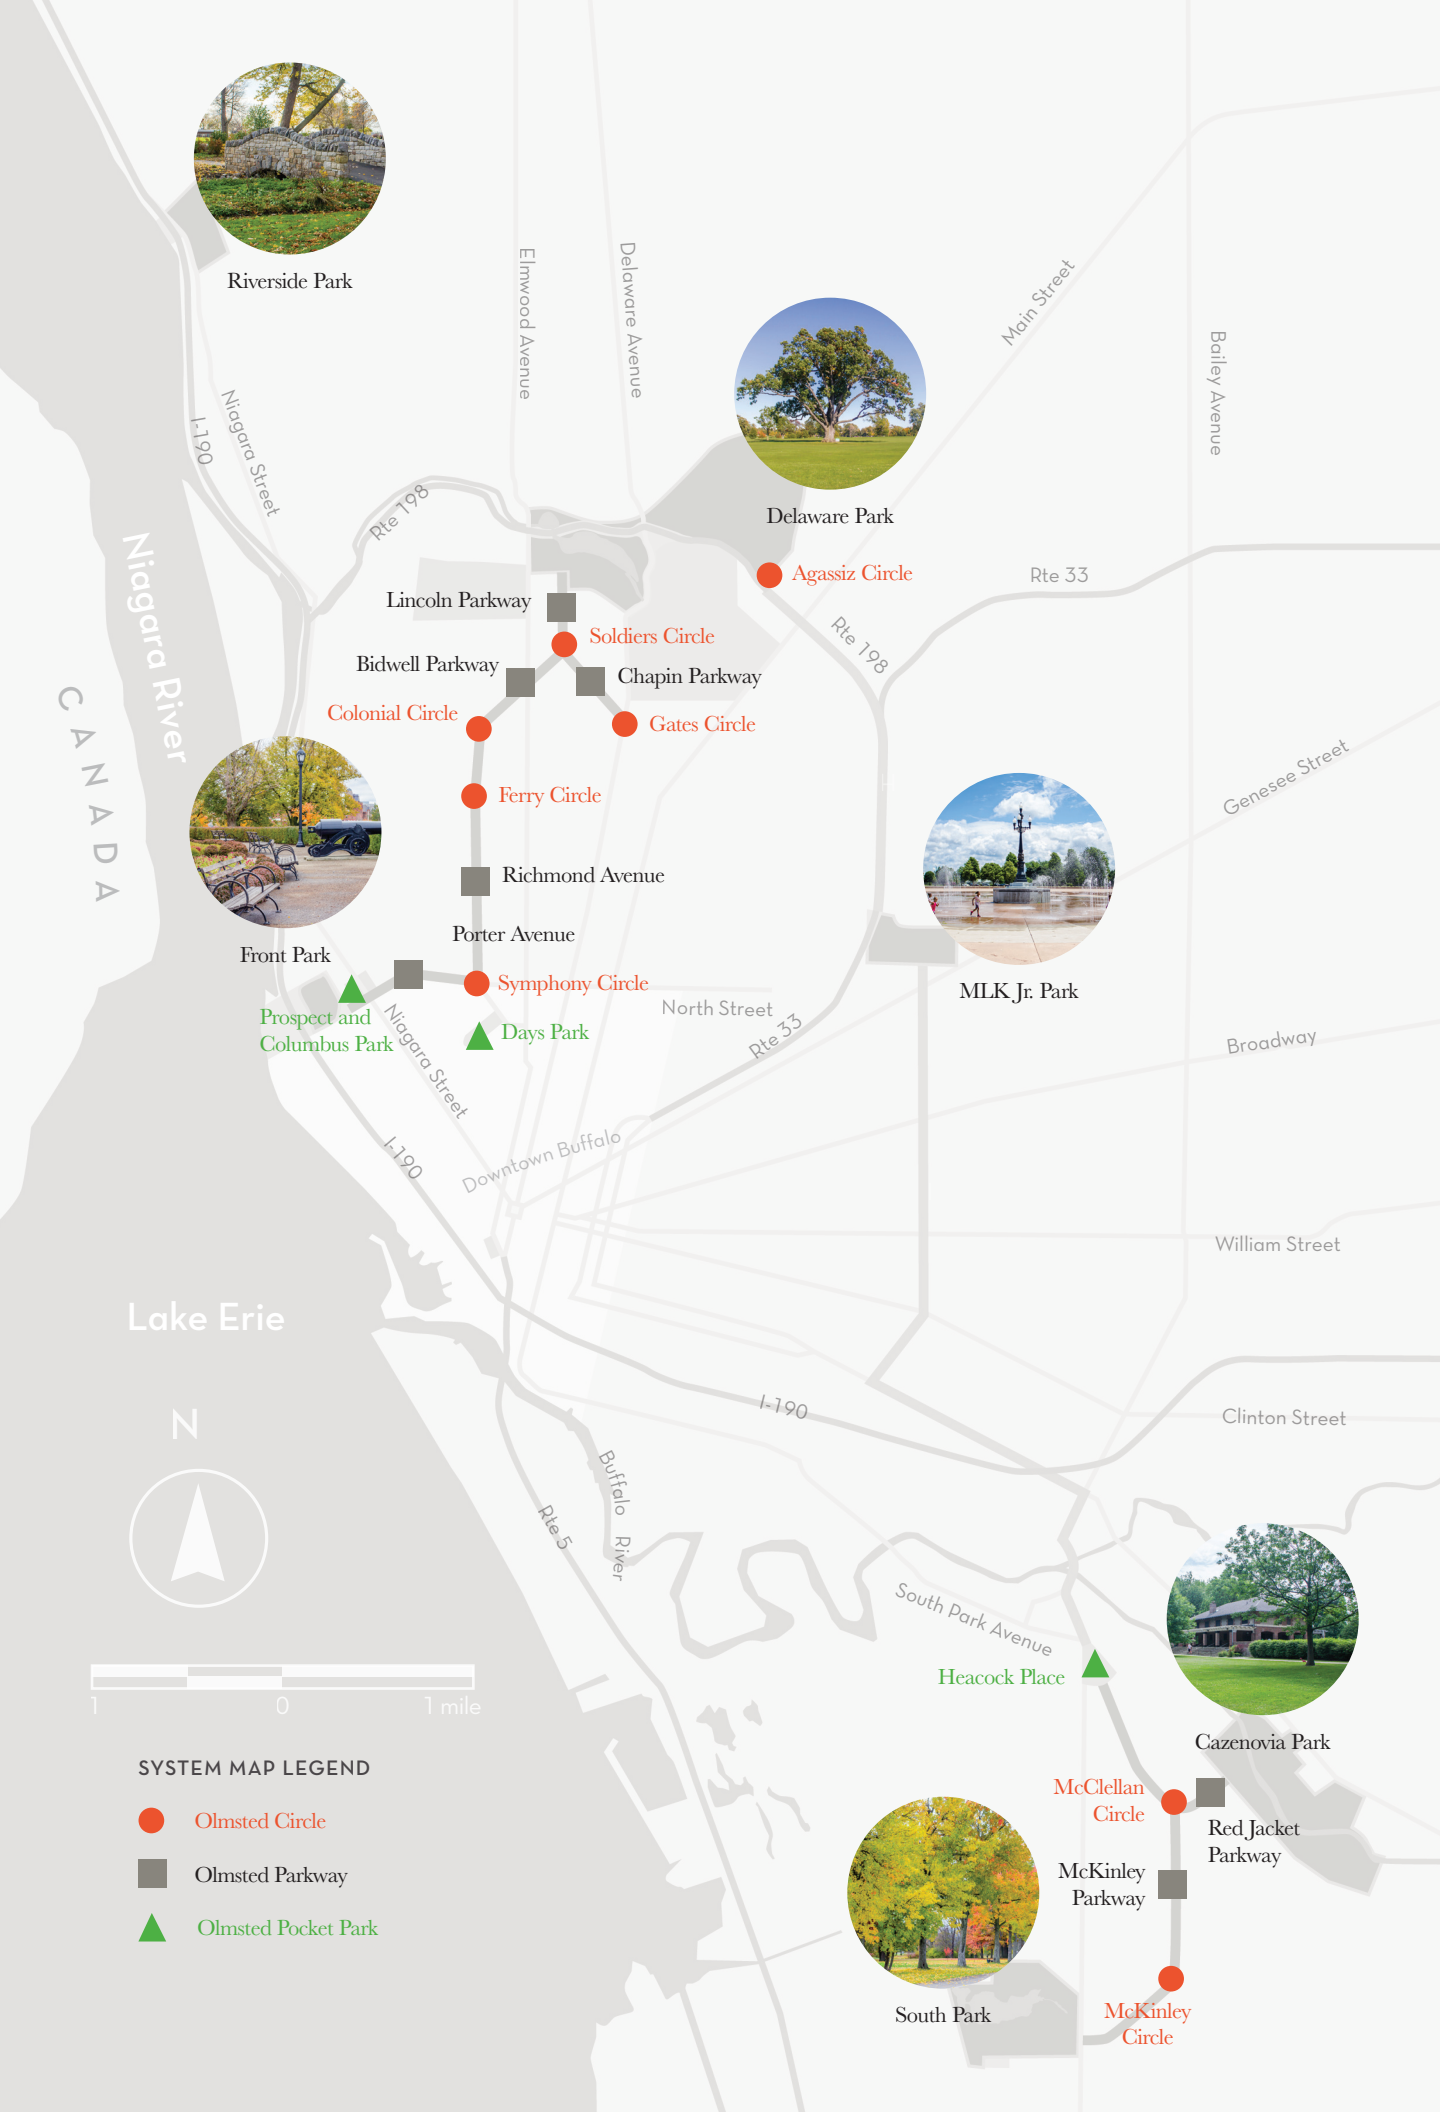 Riverside Park
Elmwood Avenue
Delaware Avenue
Main Street
Bailey Avenue
I-190
Niagara Street
Rte 198
Delaware Park
Niagara River
CANADA
Agassiz Circle
Rte 33
Lincoln Parkway
Soldiers Circle
Rte 198
Bidwell Parkway
Chapin Parkway
Colonial Circle
Gates Circle
Genesee Street
Ferry Circle
Richmond Avenue
Porter Avenue
Front Park
Symphony Circle
MLK Jr. Park
North Street
Prospect and
Columbus Park
Niagara Street
Days Park
Rte 33
Broadway
I-190
Downtown Buffalo
William Street
Lake Erie
I-190
Clinton Street
N
Buffalo River
Rte 5
South Park Avenue
Heacock Place
1 0 1 mile
Cazenovia Park
SYSTEM MAP LEGEND
Olmsted Circle
Olmsted Parkway
Olmsted Pocket Park
McClellan
Circle
Red Jacket
Parkway
McKinley
Parkway
South Park
McKinley
Circle